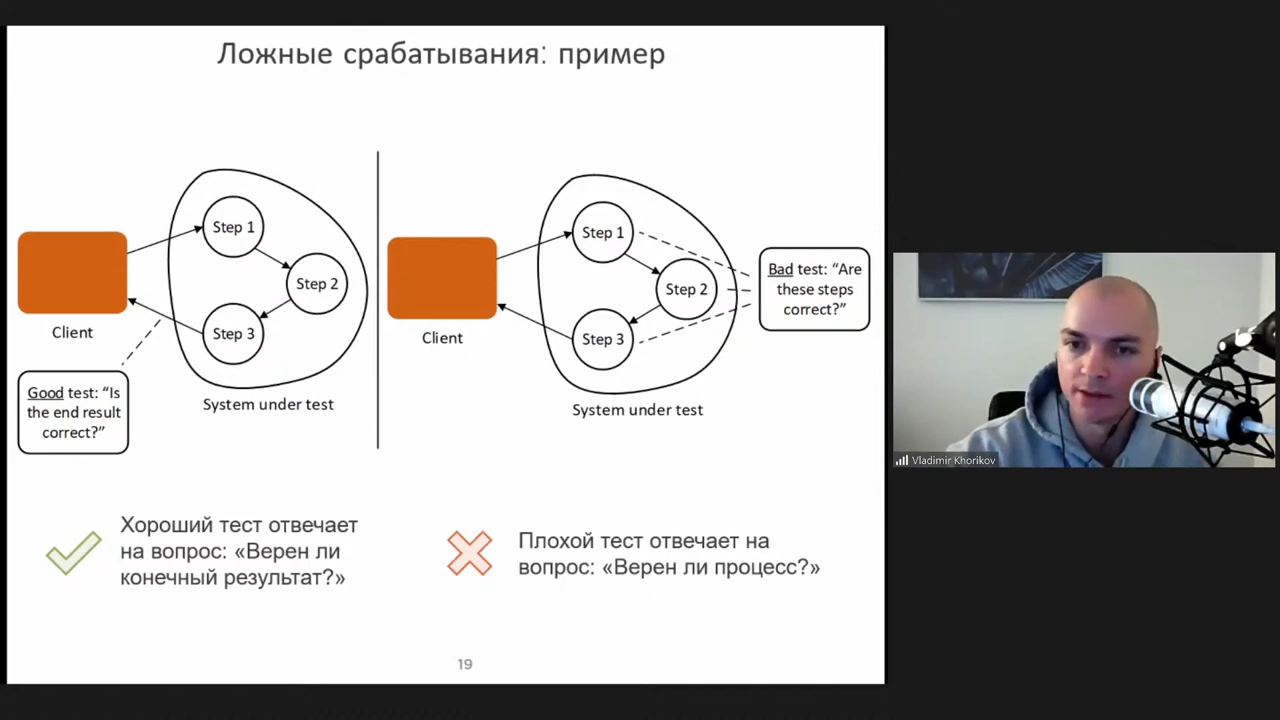 Ложные срабатывания: пример
Step 1
Step 2
Step 3
Client
Good test: “Is
the end result
correct?”
System under test
Step 1
Step 2
Step 3
Client
Bad test: “Are
these steps
correct?”
System under test
Хороший тест отвечает
на вопрос: «Верен ли
конечный результат?»
Плохой тест отвечает на
вопрос: «Верен ли процесс?»
19
Vladimir Khorikov